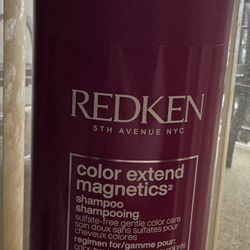 REDKEN
5TH AVENUE NYC
color extend
magnetics
shampoo
shampooing
sulfate-free gentle color care
soin doux sans sulfates pour
cheveux colorés
regimen for/gamme pour: